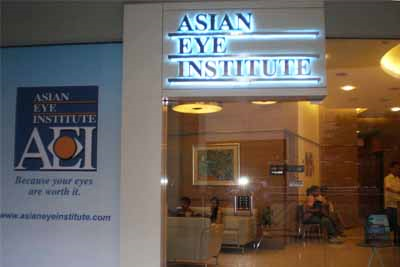 ASIAN
EYE
INSTITUTE
ASIAN
EYE
INSTITUTE
AEI
Because your eyes
are worth it.
www.asianeyeinstitute.com